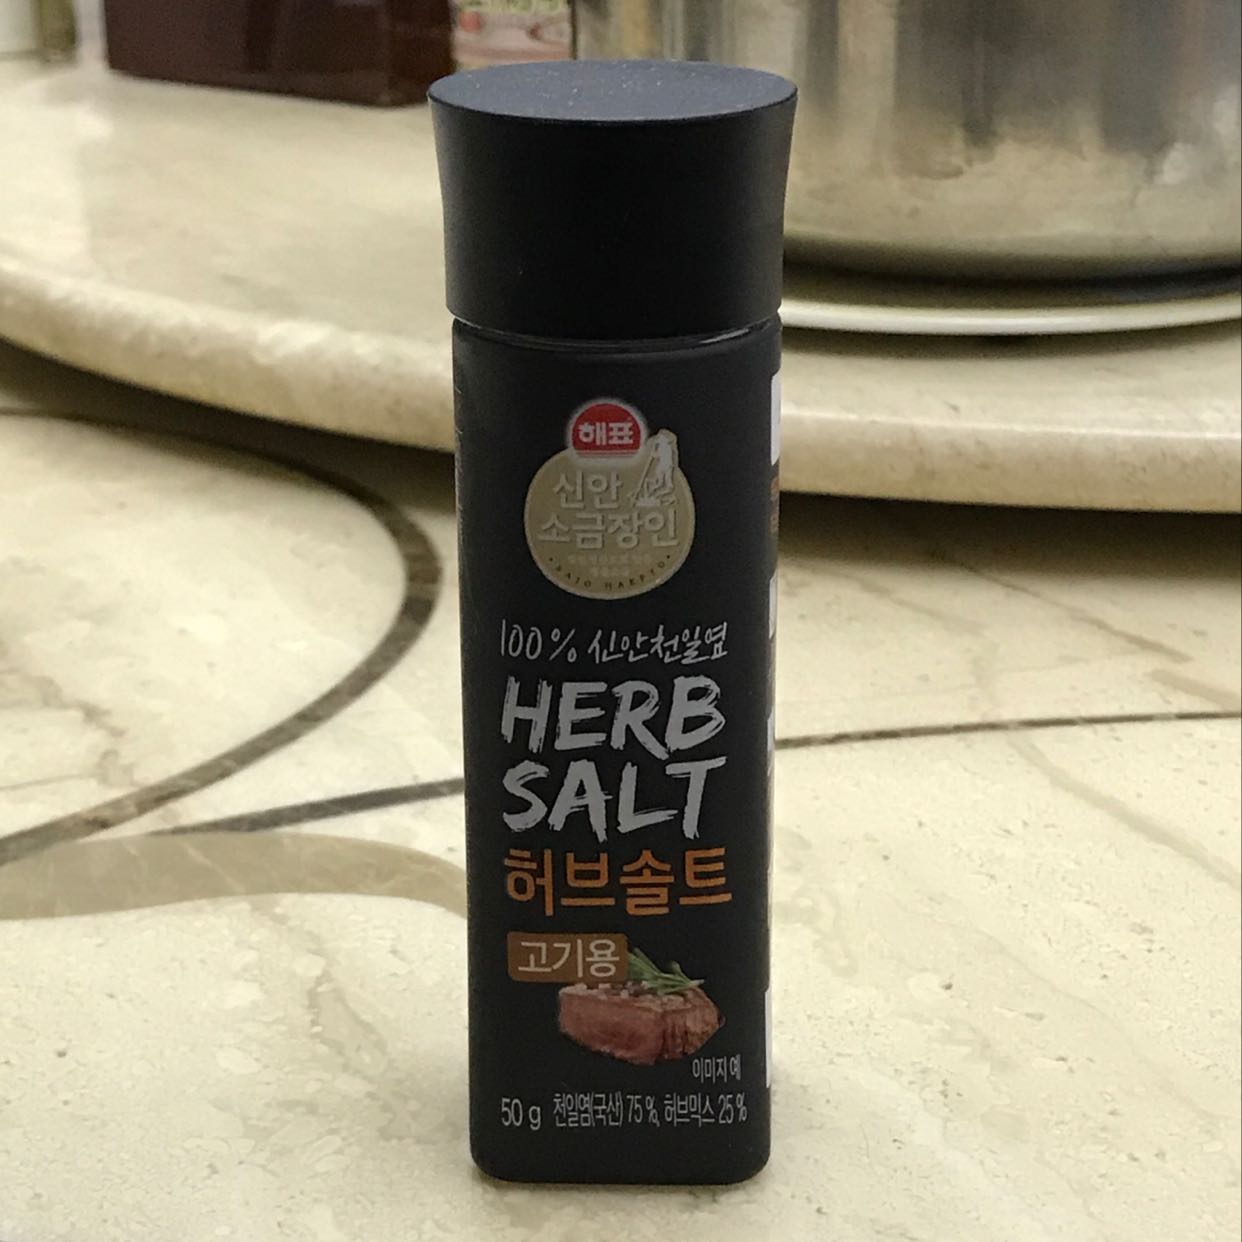 해표
신안
소금장인
SAJO HAEPYO
100% 신안천일염
HERB
SALT
허브솔트
고기용
이미지 예
50 g 천일염(국산) 75 %, 허브믹스 25 %